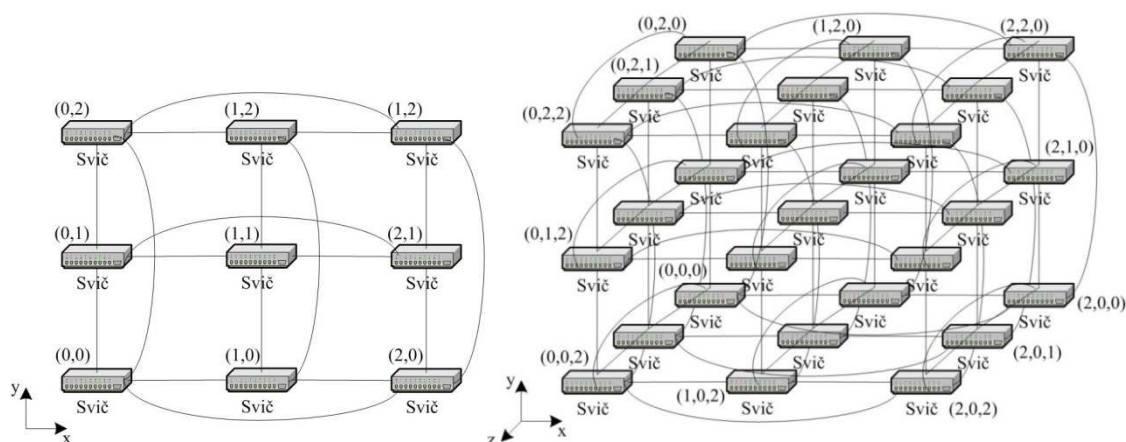 (0,2) (1,2) (1,2)
Svič Svič Svič
(0,1) (1,1) (2,1)
Svič Svič Svič
(0,0) (1,0) (2,0)
y
Svič Svič Svič
x
(0,2,0) (1,2,0) (2,2,0)
(0,2,1) Svič Svič Svič
(0,2,2) Svič Svič Svič
Svič Svič Svič (2,1,0)
Svič Svič Svič
(0,1,2) Svič Svič Svič
Svič Svič Svič
(0,0,0)
Svič Svič Svič (2,0,0)
(0,0,2) Svič Svič Svič (2,0,1)
y
(1,0,2)
Svič Svič Svič (2,0,2)
z x